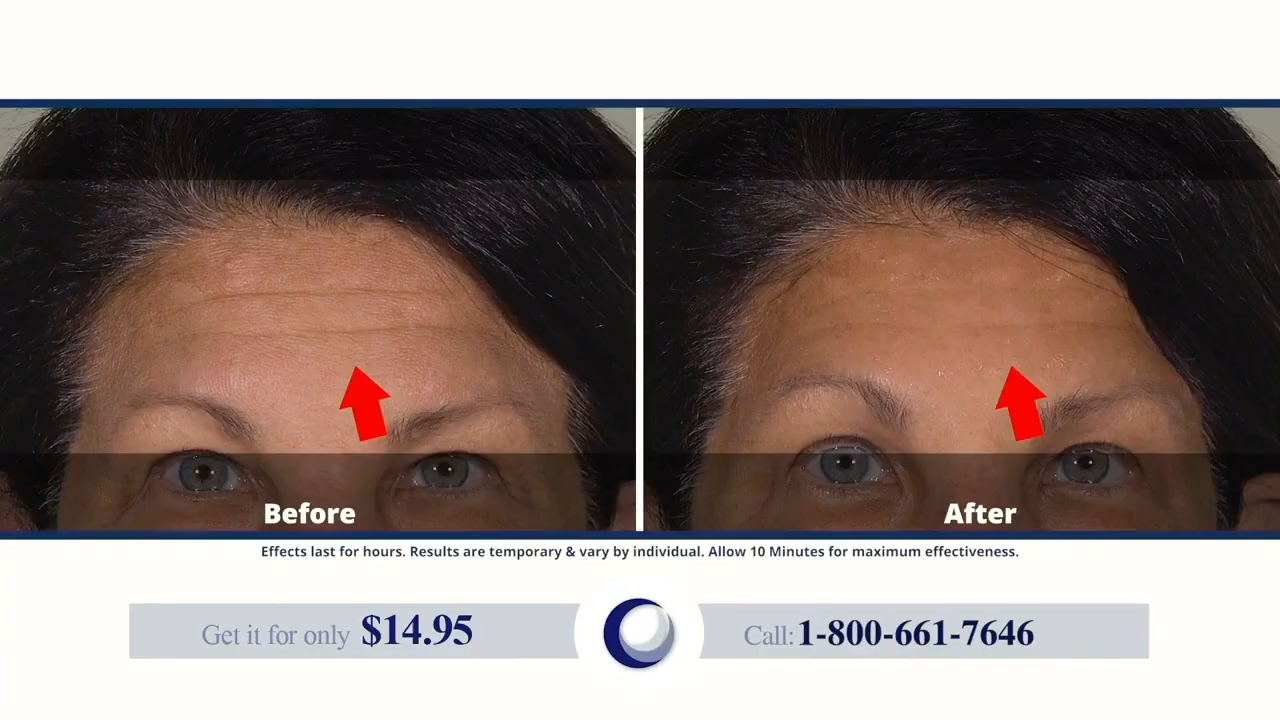 Before
After
Effects last for hours. Results are temporary & vary by individual. Allow 10 Minutes for maximum effectiveness.
Get it for only $14.95
Call: 1-800-661-7646